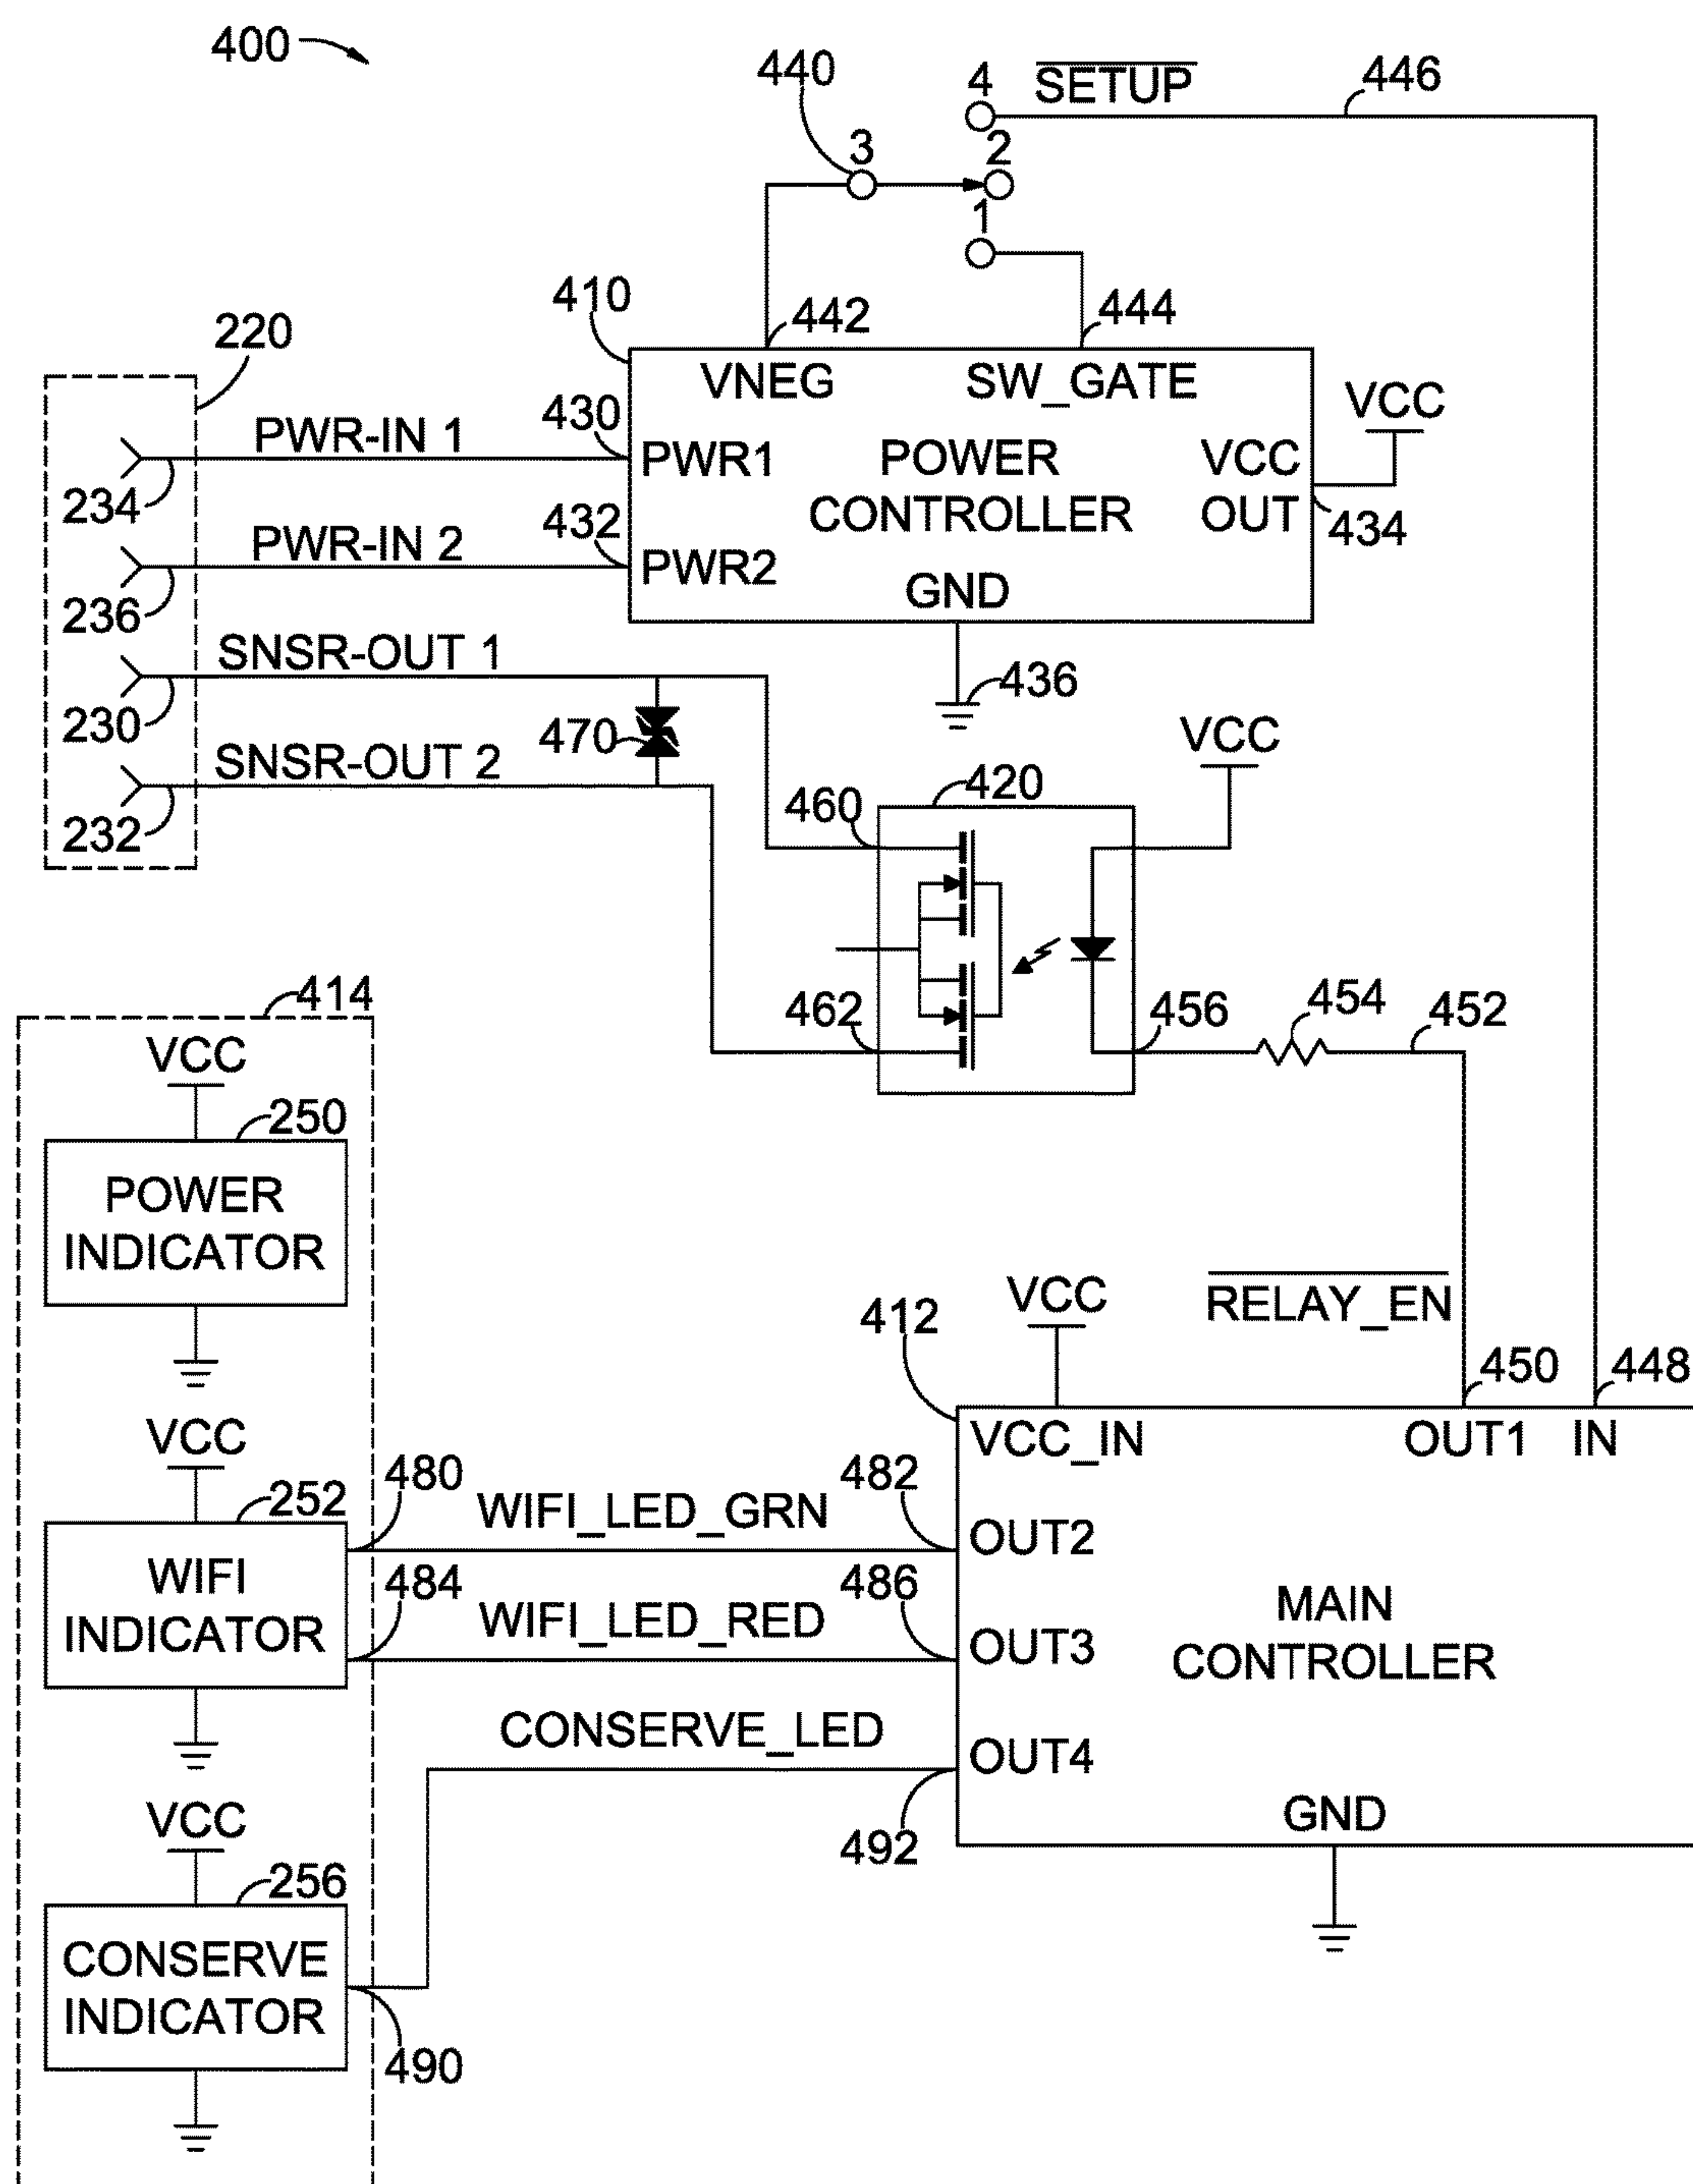 400
440
4
SETUP
446
3
2
1
410
442
444
220
VNEG
SW_GATE
VCC
PWR-IN 1
430
PWR1
POWER
CONTROLLER
VCC
OUT
434
234
PWR-IN 2
432
PWR2
GND
236
SNSR-OUT 1
436
230
470
SNSR-OUT 2
VCC
232
460
420
462
456
454
452
414
VCC
250
POWER
INDICATOR
412
VCC
RELAY_EN
450
448
VCC_IN
OUT1
IN
VCC
252
480
WIFI_LED_GRN
482
OUT2
WIFI
INDICATOR
484
WIFI_LED_RED
486
OUT3
MAIN
CONTROLLER
CONSERVE_LED
OUT4
492
GND
VCC
256
CONSERVE
INDICATOR
490